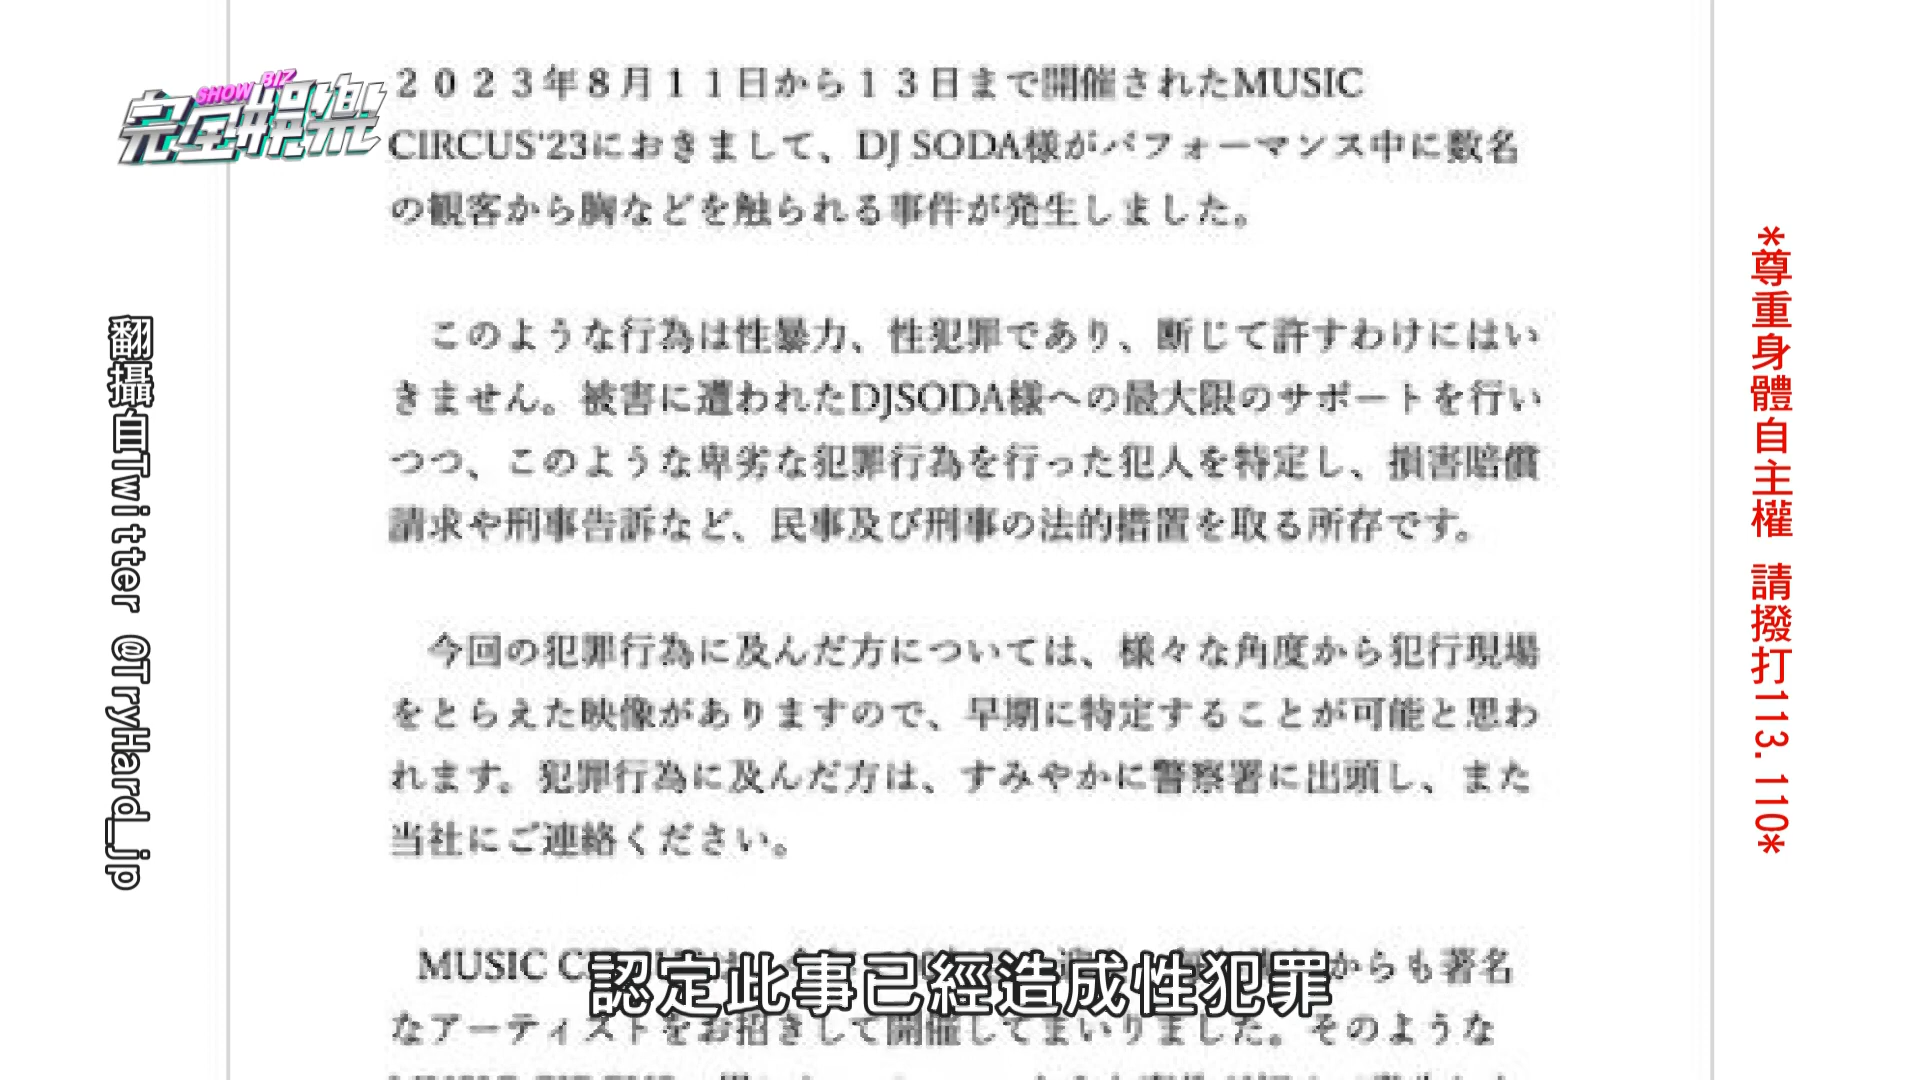 SHOW BIZ
完全娛樂
２０２３年８月１１日から１３日まで開催されたMUSIC
CIRCUS'23におきまして、DJ SODA様がパフォーマンス中に数名
の観客から胸などを触られる事件が発生しました。
このような行為は性暴力、性犯罪であり、断じて許すわけにはい
きません。被害に遭われたDJSODA様への最大限のサポートを行い
つつ、このような卑劣な犯罪行為を行った犯人を特定し、損害賠償
請求や刑事告訴など、民事及び刑事の法的措置を取る所存です。
今回の犯罪行為に及んだ方については、様々な角度から犯行現場
をとらえた映像がありますので、早期に特定することが可能と思わ
れます。犯罪行為に及んだ方は、すみやかに警察署に出頭し、また
当社にご連絡ください。
MUSIC からも著名
なアーティストをお招きして開催してまいりました。そのような
認定此事已經造成性犯罪
翻攝自Twitter @TryHard_jp
*尊重身體自主權 請撥打113.110*